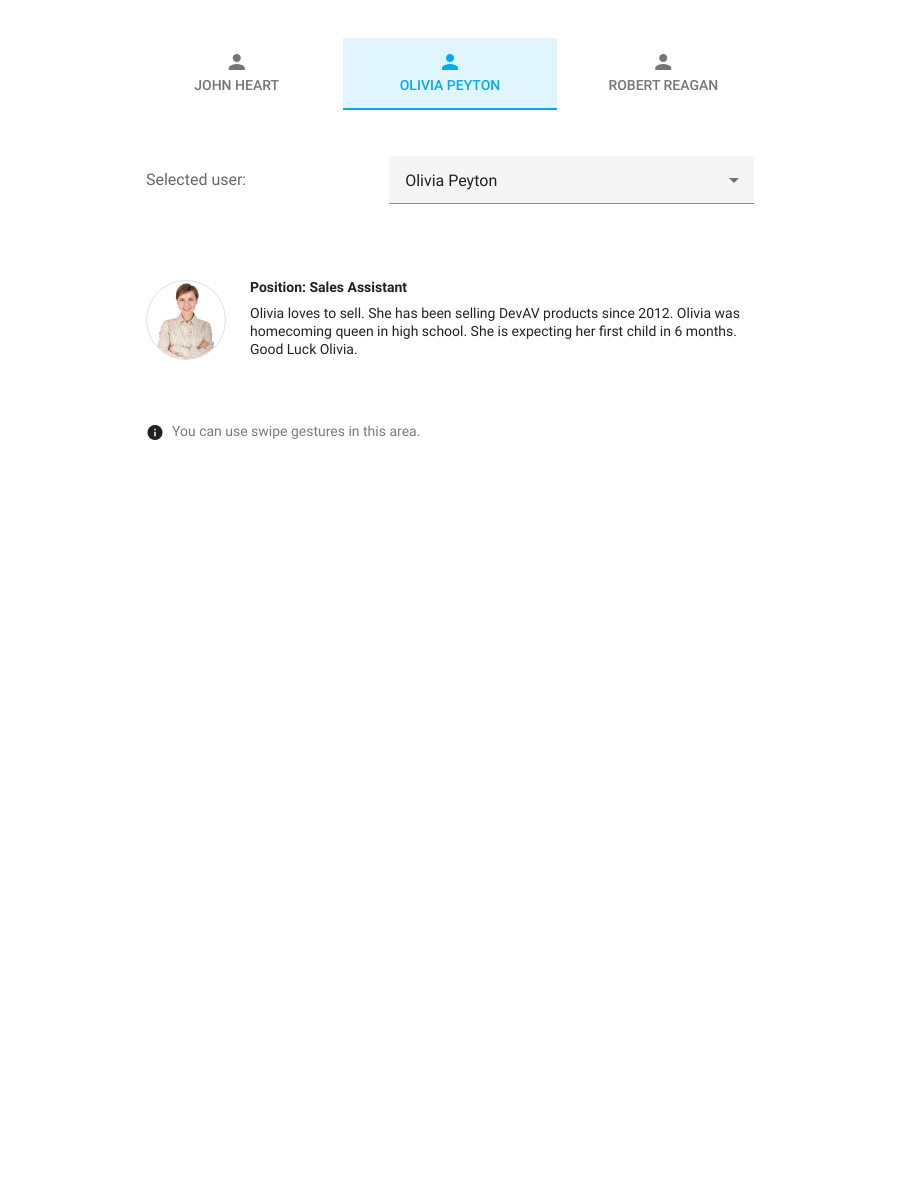 JOHN HEART
OLIVIA PEYTON
ROBERT REAGAN
Selected user:
Olivia Peyton
Position: Sales Assistant
Olivia loves to sell. She has been selling DevAV products since 2012. Olivia was
homecoming queen in high school. She is expecting her first child in 6 months.
Good Luck Olivia.
You can use swipe gestures in this area.